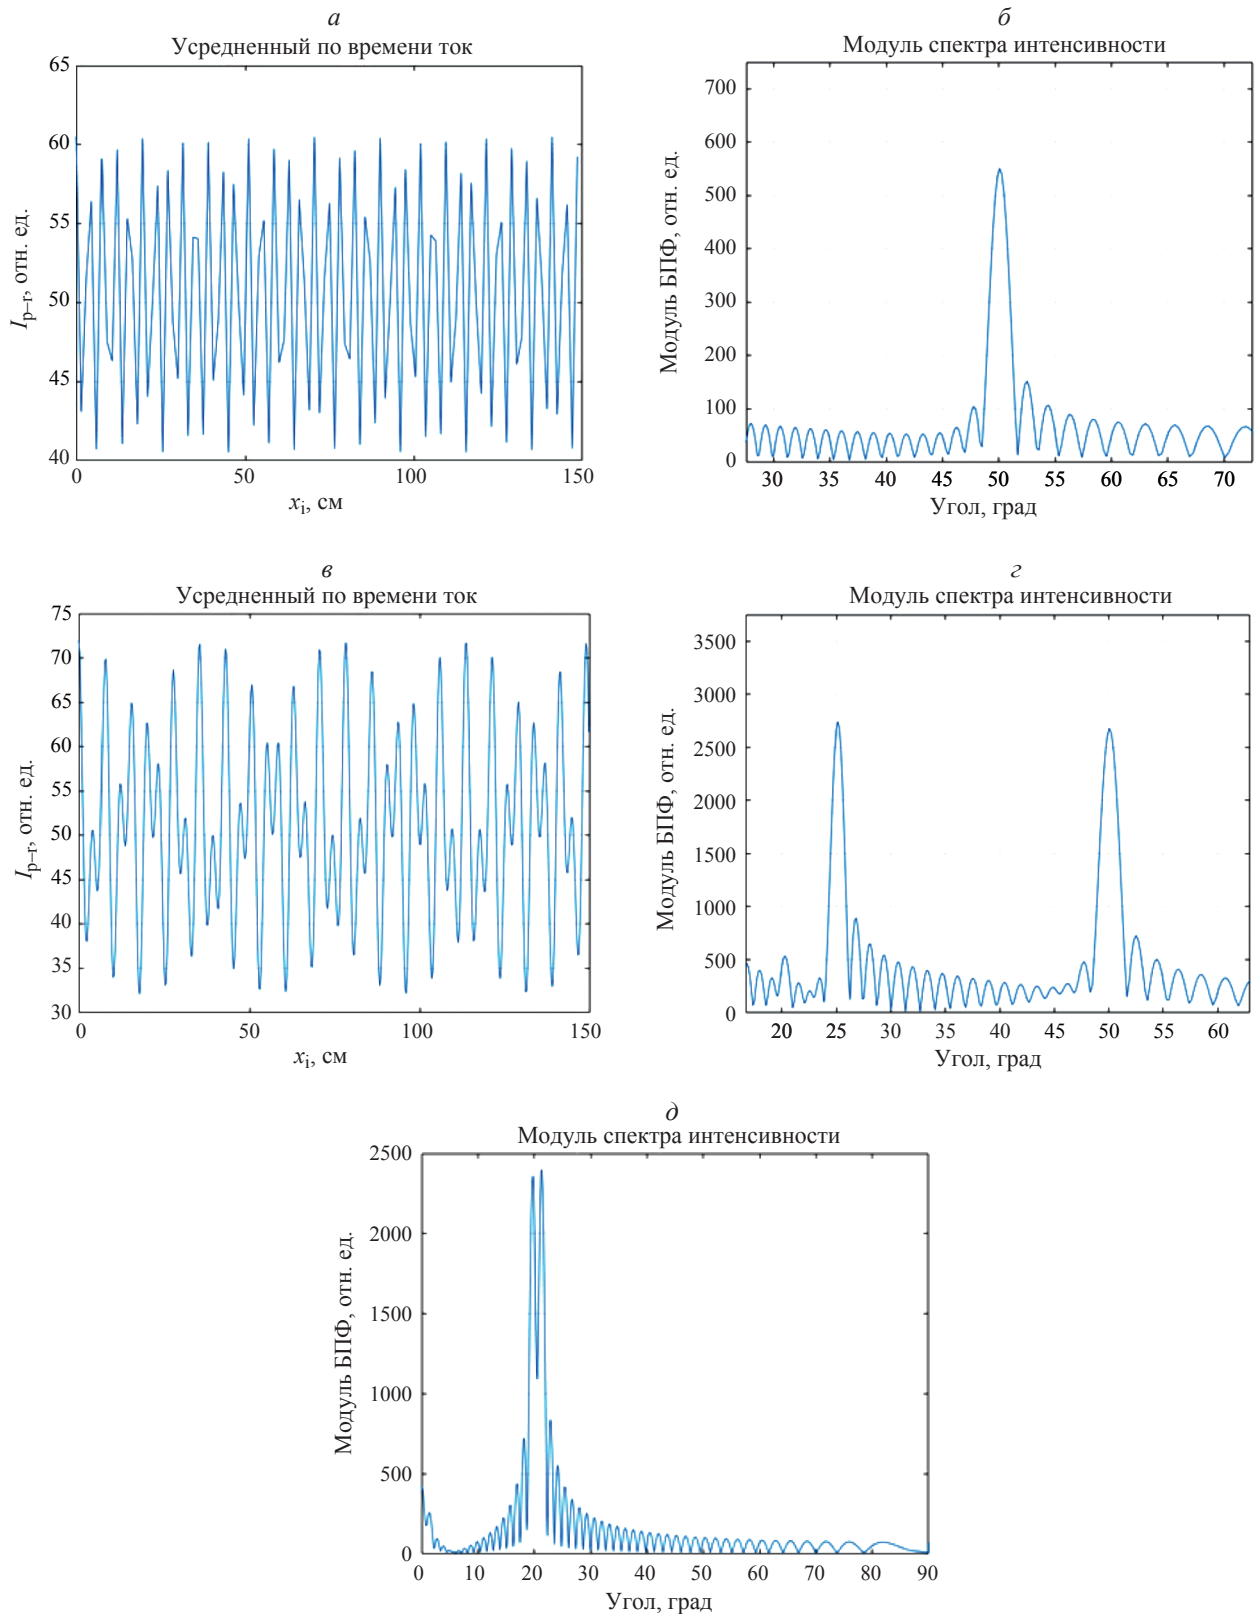 а
Усредненный по времени ток
65
60
55
50
45
40
I р–г, отн. ед.
0 50 100 150
x i, см
б
Модуль спектра интенсивности
700
600
500
400
300
200
100
0
Модуль БПФ, отн. ед.
30 35 40 45 50 55 60 65 70
Угол, град
в
Усредненный по времени ток
75
70
65
60
55
50
45
40
35
30
I р–г, отн. ед.
0 50 100 150
x i, см
г
Модуль спектра интенсивности
3500
3000
2500
2000
1500
1000
500
0
Модуль БПФ, отн. ед.
20 25 30 35 40 45 50 55 60
Угол, град
д
Модуль спектра интенсивности
2500
2000
1500
1000
500
0
Модуль БПФ, отн. ед.
0 10 20 30 40 50 60 70 80 90
Угол, град